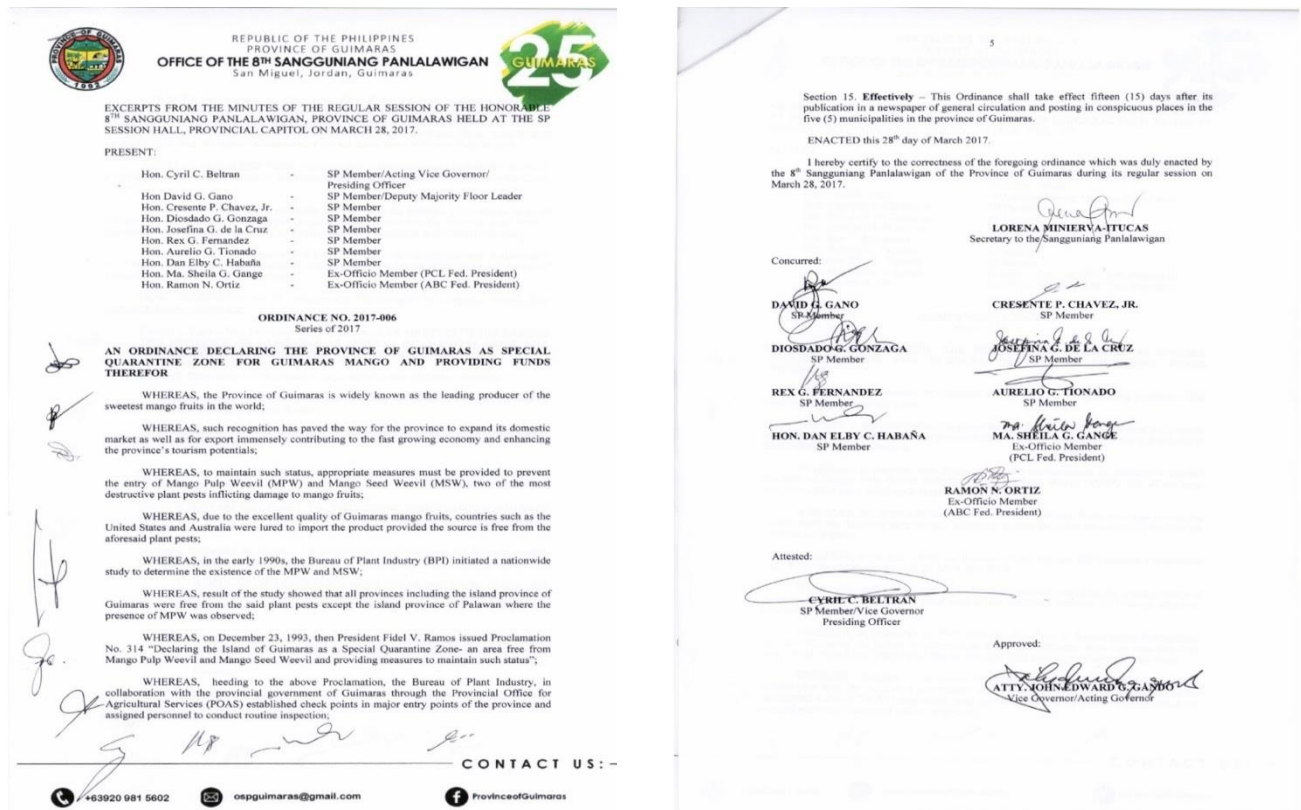 REPUBLIC OF THE PHILIPPINES
PROVINCE OF GUIMARAS
OFFICE OF THE 8TH SANGGUNIANG PANLALAWIGAN
San Miguel, Jordan, Guimaras
PROVINCE OF GUIMARAS
1992
25
GUIMARAS
EXCERPTS FROM THE MINUTES OF THE REGULAR SESSION OF THE HONORABLE
8TH SANGGUNIANG PANLALAWIGAN, PROVINCE OF GUIMARAS HELD AT THE SP
SESSION HALL, PROVINCIAL CAPITOL ON MARCH 28, 2017.
PRESENT:
Hon. Cyril C. Beltran - SP Member/Acting Vice Governor/
Presiding Officer
Hon David G. Gano - SP Member/Deputy Majority Floor Leader
Hon. Cresente P. Chavez, Jr. - SP Member
Hon. Diosdado G. Gonzaga - SP Member
Hon. Josefina G. de la Cruz - SP Member
Hon. Rex G. Fernandez - SP Member
Hon. Aurelio G. Tionado - SP Member
Hon. Dan Elby C. Habaña - SP Member
Hon. Ma. Sheila G. Gange - Ex-Officio Member (PCL Fed. President)
Hon. Ramon N. Ortiz - Ex-Officio Member (ABC Fed. President)
ORDINANCE NO. 2017-006
Series of 2017
AN ORDINANCE DECLARING THE PROVINCE OF GUIMARAS AS SPECIAL
QUARANTINE ZONE FOR GUIMARAS MANGO AND PROVIDING FUNDS
THEREFOR
WHEREAS, the Province of Guimaras is widely known as the leading producer of the
sweetest mango fruits in the world;
WHEREAS, such recognition has paved the way for the province to expand its domestic
market as well as for export immensely contributing to the fast growing economy and enhancing
the province's tourism potentials;
WHEREAS, to maintain such status, appropriate measures must be provided to prevent
the entry of Mango Pulp Weevil (MPW) and Mango Seed Weevil (MSW), two of the most
destructive plant pests inflicting damage to mango fruits;
WHEREAS, due to the excellent quality of Guimaras mango fruits, countries such as the
United States and Australia were lured to import the product provided the source is free from the
aforesaid plant pests;
WHEREAS, in the early 1990s, the Bureau of Plant Industry (BPI) initiated a nationwide
study to determine the existence of the MPW and MSW;
WHEREAS, result of the study showed that all provinces including the island province of
Guimaras were free from the said plant pests except the island province of Palawan where the
presence of MPW was observed;
WHEREAS, on December 23, 1993, then President Fidel V. Ramos issued Proclamation
No. 314 "Declaring the Island of Guimaras as a Special Quarantine Zone- an area free from
Mango Pulp Weevil and Mango Seed Weevil and providing measures to maintain such status";
WHEREAS, heeding to the above Proclamation, the Bureau of Plant Industry, in
collaboration with the provincial government of Guimaras through the Provincial Office for
Agricultural Services (POAS) established check points in major entry points of the province and
assigned personnel to conduct routine inspection;
CONTACT US:
+63920 981 5602 ospguimaras@gmail.com ProvinceofGuimaras
5
Section 15. Effectively – This Ordinance shall take effect fifteen (15) days after its
publication in a newspaper of general circulation and posting in conspicuous places in the
five (5) municipalities in the province of Guimaras.
ENACTED this 28th day of March 2017.
I hereby certify to the correctness of the foregoing ordinance which was duly enacted by
the 8th Sangguniang Panlalawigan of the Province of Guimaras during its regular session on
March 28, 2017.
LORENA MINIERVA-ITUCAS
Secretary to the Sangguniang Panlalawigan
Concurred:
DAVID G. GANO CRESENTE P. CHAVEZ, JR.
SP Member SP Member
DIOSDADO G. GONZAGA JOSEFINA G. DE LA CRUZ
SP Member SP Member
REX G. FERNANDEZ AURELIO G. TIONADO
SP Member SP Member
HON. DAN ELBY C. HABAÑA MA. SHEILA G. GANGE
SP Member Ex-Officio Member
(PCL Fed. President)
RAMON N. ORTIZ
Ex-Officio Member
(ABC Fed. President)
Attested:
CYRIL C. BELTRAN
SP Member/Vice Governor
Presiding Officer
Approved:
ATTY. JOHN EDWARD G. GANDO
Vice Governor/Acting Governor